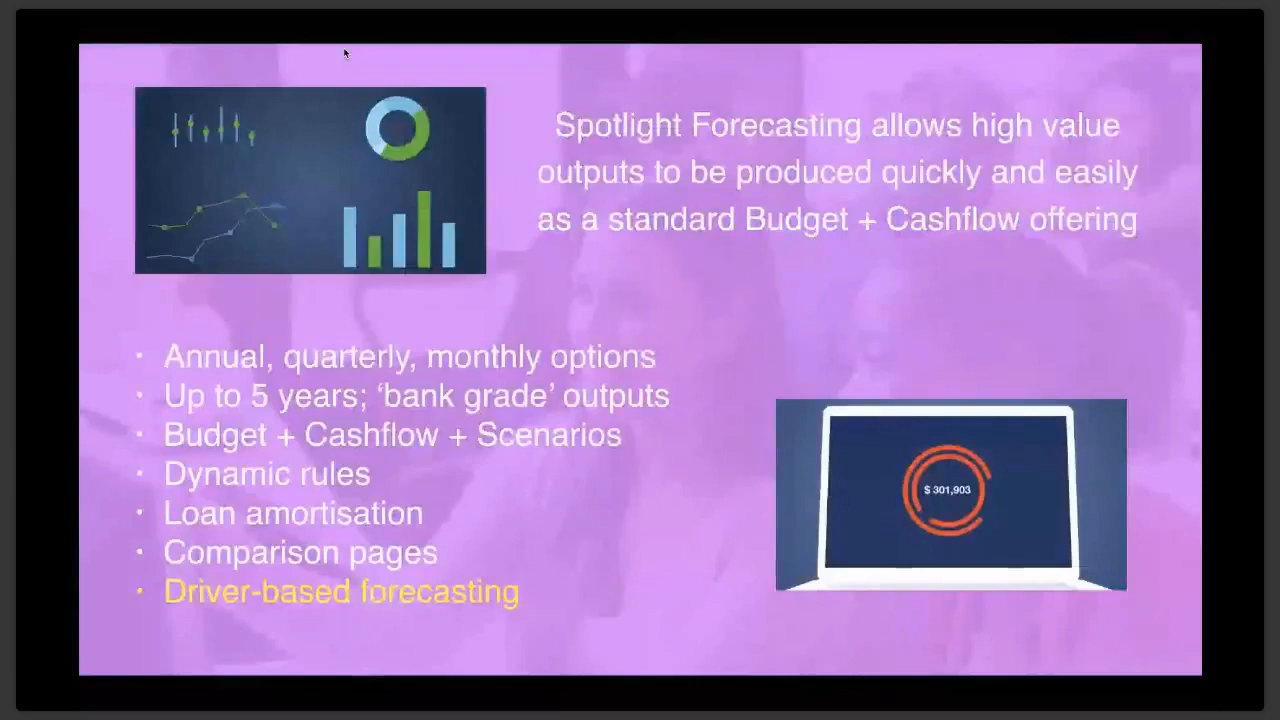 Spotlight Forecasting allows high value
outputs to be produced quickly and easily
as a standard Budget + Cashflow offering
· Annual, quarterly, monthly options
· Up to 5 years; ‘bank grade’ outputs
· Budget + Cashflow + Scenarios
· Dynamic rules
· Loan amortisation
· Comparison pages
· Driver-based forecasting
$ 301,903